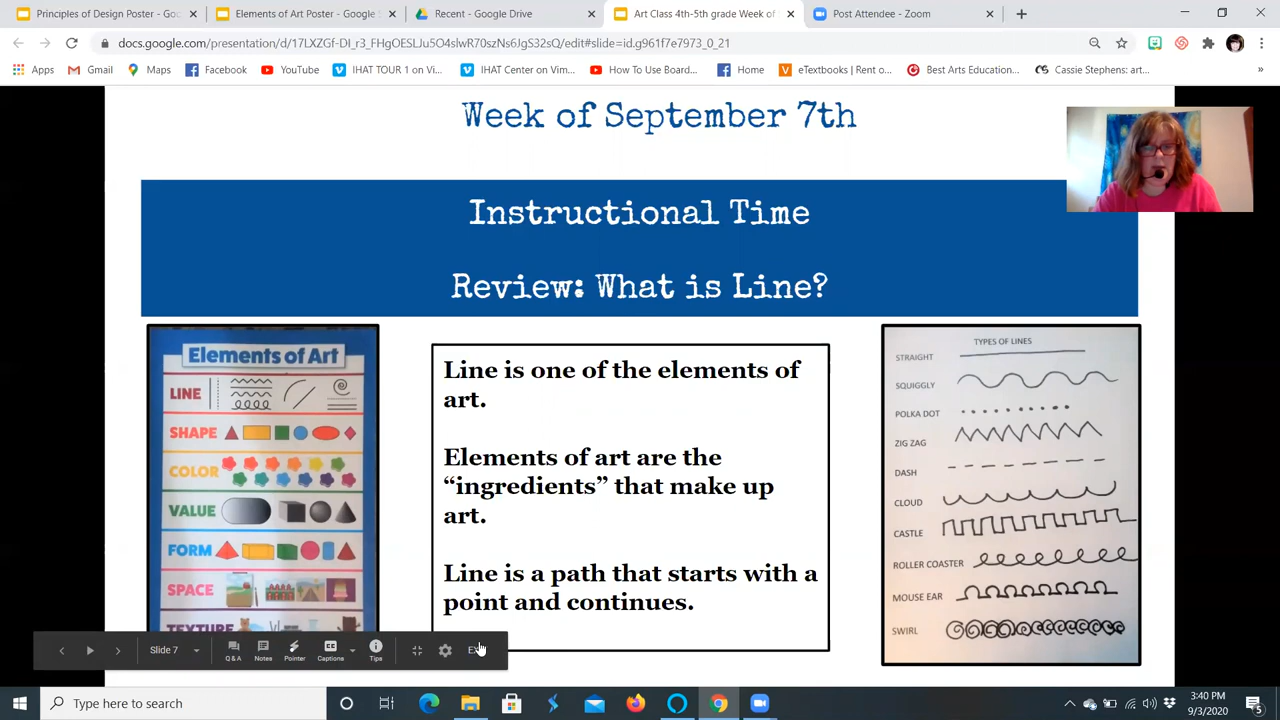 Principles of Design Poster - Goo
Elements of Art Poster - Google S
Recent - Google Drive
Art Class 4th-5th grade Week of
Post Attendee - Zoom
docs.google.com/presentation/d/17LXZGf-DI_r3_FHgOESLJu5O4wR70szNs6JgS32sQ/edit#slide=id.g961f7e7973_0_21
Apps
Gmail
Maps
Facebook
YouTube
IHAT TOUR 1 on Vi...
IHAT Center on Vim...
How To Use Board...
Home
eTextbooks | Rent o...
Best Arts Education...
Cassie Stephens: art...
Week of September 7th
Instructional Time
Review: What is Line?
Elements of Art
LINE
SHAPE
COLOR
VALUE
FORM
SPACE
TEXTURE
Line is one of the elements of
art.
Elements of art are the
“ingredients” that make up
art.
Line is a path that starts with a
point and continues.
TYPES OF LINES
STRAIGHT
SQUIGGLY
POLKA DOT
ZIG ZAG
DASH
CLOUD
CASTLE
ROLLER COASTER
MOUSE EAR
SWIRL
Slide 7
Q & A
Notes
Pointer
Captions
Tips
Type here to search
3:40 PM
9/3/2020
5